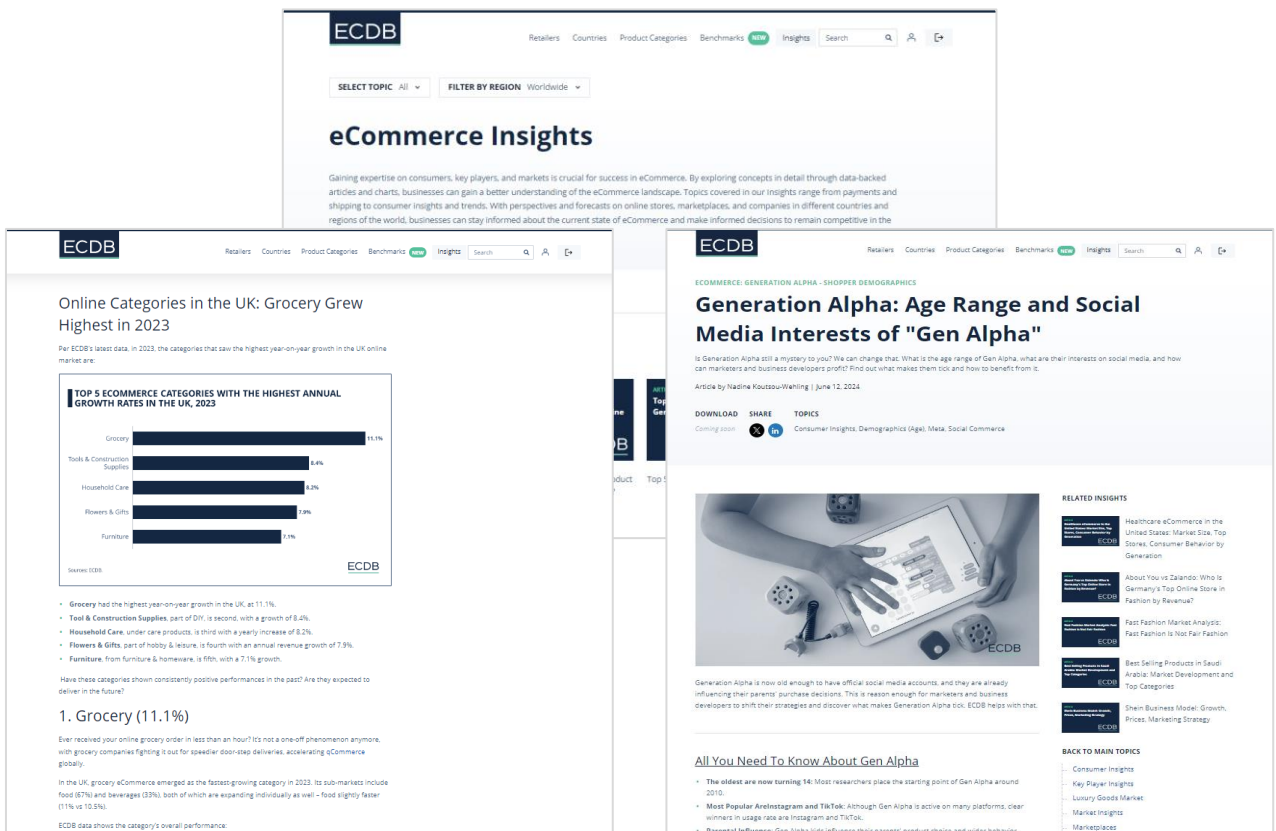 ECDB
Retailers Countries Product Categories Benchmarks NEW Insights Search
SELECT TOPIC All
FILTER BY REGION Worldwide
eCommerce Insights
Gaining expertise on consumers, key players, and markets is crucial for success in eCommerce. By exploring concepts in detail through data-backed
articles and charts, businesses can gain a better understanding of the eCommerce landscape. Topics covered in our Insights range from payments and
shipping to consumer insights and trends. With perspectives and forecasts on online stores, marketplaces, and companies in different countries and
regions of the world, businesses can stay informed about the current state of eCommerce and make informed decisions to remain competitive in the
ECDB
Retailers Countries Product Categories Benchmarks NEW Insights Search
Online Categories in the UK: Grocery Grew
Highest in 2023
Per ECDB's latest data, in 2023, the categories that saw the highest year-on-year growth in the UK online
market are:
TOP 5 ECOMMERCE CATEGORIES WITH THE HIGHEST ANNUAL
GROWTH RATES IN THE UK, 2023
Grocery 11.1%
Tools & Construction
Supplies 8.4%
Household Care 8.2%
Flowers & Gifts 7.9%
Furniture 7.1%
Sources: ECDB
ECDB
• Grocery had the highest year-on-year growth in the UK, at 11.1%.
• Tool & Construction Supplies, part of DIY, is second, with a growth of 8.4%.
• Household Care, under care products, is third with a yearly increase of 8.2%.
• Flowers & Gifts, part of hobby & leisure, is fourth with an annual revenue growth of 7.9%.
• Furniture, from furniture & homeware, is fifth, with a 7.1% growth.
Have these categories shown consistently positive performances in the past? Are they expected to
deliver in the future?
1. Grocery (11.1%)
Ever received your online grocery order in less than an hour? It's not a one-off phenomenon anymore,
with grocery companies fighting it out for speedier door-step deliveries, accelerating qCommerce
globally.
In the UK, grocery eCommerce emerged as the fastest-growing category in 2023. Its sub-markets include
food (67%) and beverages (33%), both of which are expanding individually as well – food slightly faster
(11% vs 10.5%).
ECDB data shows the category's overall performance:
duct
Top
ECDB
Retailers Countries Product Categories Benchmarks NEW Insights Search
ECOMMERCE: GENERATION ALPHA - SHOPPER DEMOGRAPHICS
Generation Alpha: Age Range and Social
Media Interests of "Gen Alpha"
Is Generation Alpha still a mystery to you? We can change that. What is the age range of Gen Alpha, what are their interests on social media, and how
can marketers and business developers profit? Find out what makes them tick and how to benefit from it.
Article by Nadine Koutsou-Wehling | June 12, 2024
DOWNLOAD SHARE TOPICS
Coming soon X in Consumer Insights, Demographics (Age), Meta, Social Commerce
ECDB
Generation Alpha is now old enough to have official social media accounts, and they are already
influencing their parents' purchase decisions. This is reason enough for marketers and business
developers to shift their strategies and discover what makes Generation Alpha tick. ECDB helps with that.
All You Need To Know About Gen Alpha
• The oldest are now turning 14: Most researchers place the starting point of Gen Alpha around
2010.
• Most Popular AreInstagram and TikTok: Although Gen Alpha is active on many platforms, clear
winners in usage rate are Instagram and TikTok.
• Parental Influence: Gen Alpha kids influence their parents' product choice and wider behavior
RELATED INSIGHTS
ECDB
Healthcare eCommerce in the
United States: Market Size, Top
Stores, Consumer Behavior by
Generation
ECDB
About You vs Zalando: Who Is
Germany's Top Online Store in
Fashion by Revenue?
ECDB
Fast Fashion Market Analysis:
Fast Fashion Is Not Fair Fashion
ECDB
Best Selling Products in Saudi
Arabia: Market Development and
Top Categories
ECDB
Shein Business Model: Growth,
Prices, Marketing Strategy
BACK TO MAIN TOPICS
Consumer Insights
Key Player Insights
Luxury Goods Market
Market Insights
Marketplaces